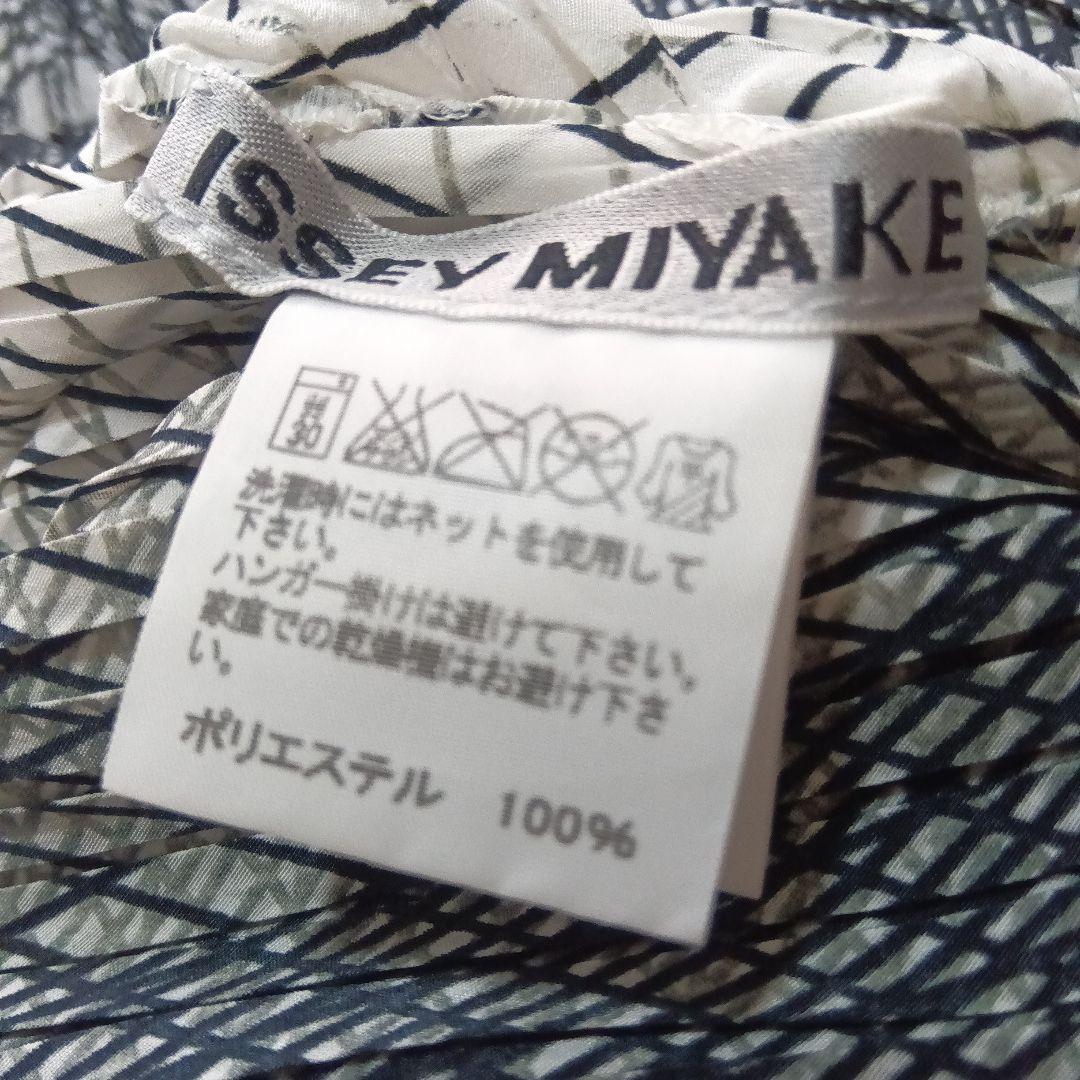 ISSEY MIYAKE
弱
30
洗濯時にはネットを使用して
下さい。
ハンガー掛けは避けて下さい。
家庭での乾燥機はお避け下さ
い。
ポリエステル 100%